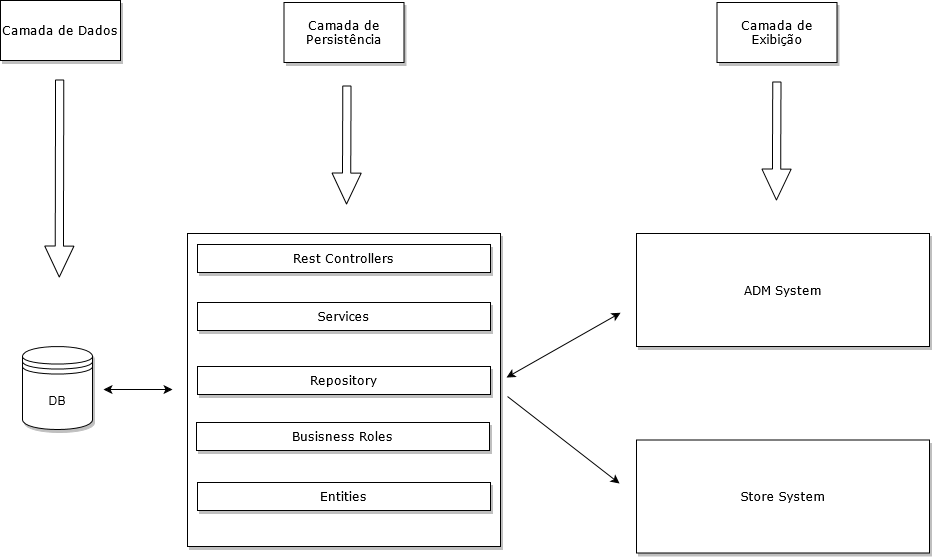 Camada de Dados
Camada de
Persistência
Camada de
Exibição
Rest Controllers
Services
Repository
Busisness Roles
Entities
DB
ADM System
Store System